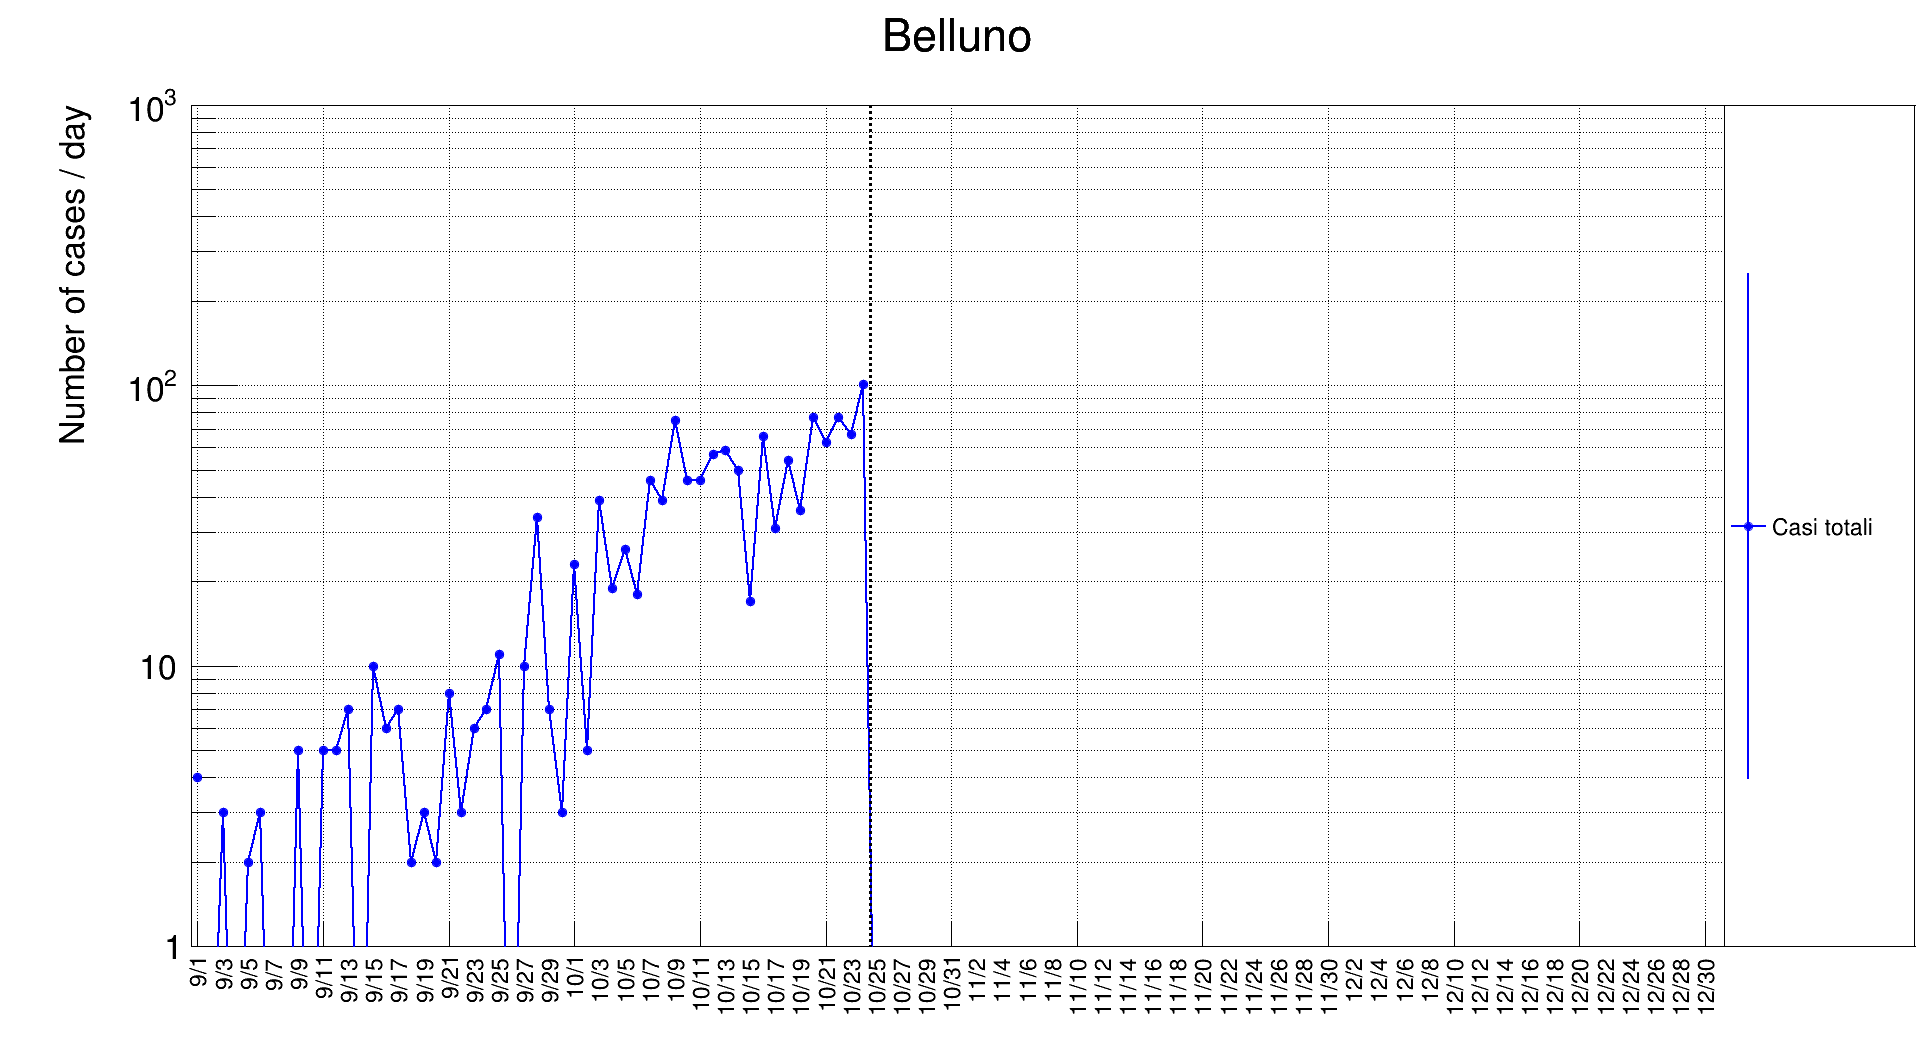 Belluno
Number of cases / day
10³
10²
10
1
9/1 9/3 9/5 9/7 9/9 9/11 9/13 9/15 9/17 9/19 9/21 9/23 9/25 9/27 9/29 10/1 10/3 10/5 10/7 10/9 10/11 10/13 10/15 10/17 10/19 10/21 10/23 10/25 10/27 10/29 10/31 11/2 11/4 11/6 11/8 11/10 11/12 11/14 11/16 11/18 11/20 11/22 11/24 11/26 11/28 11/30 12/2 12/4 12/6 12/8 12/10 12/12 12/14 12/16 12/18 12/20 12/22 12/24 12/26 12/28 12/30
Casi totali